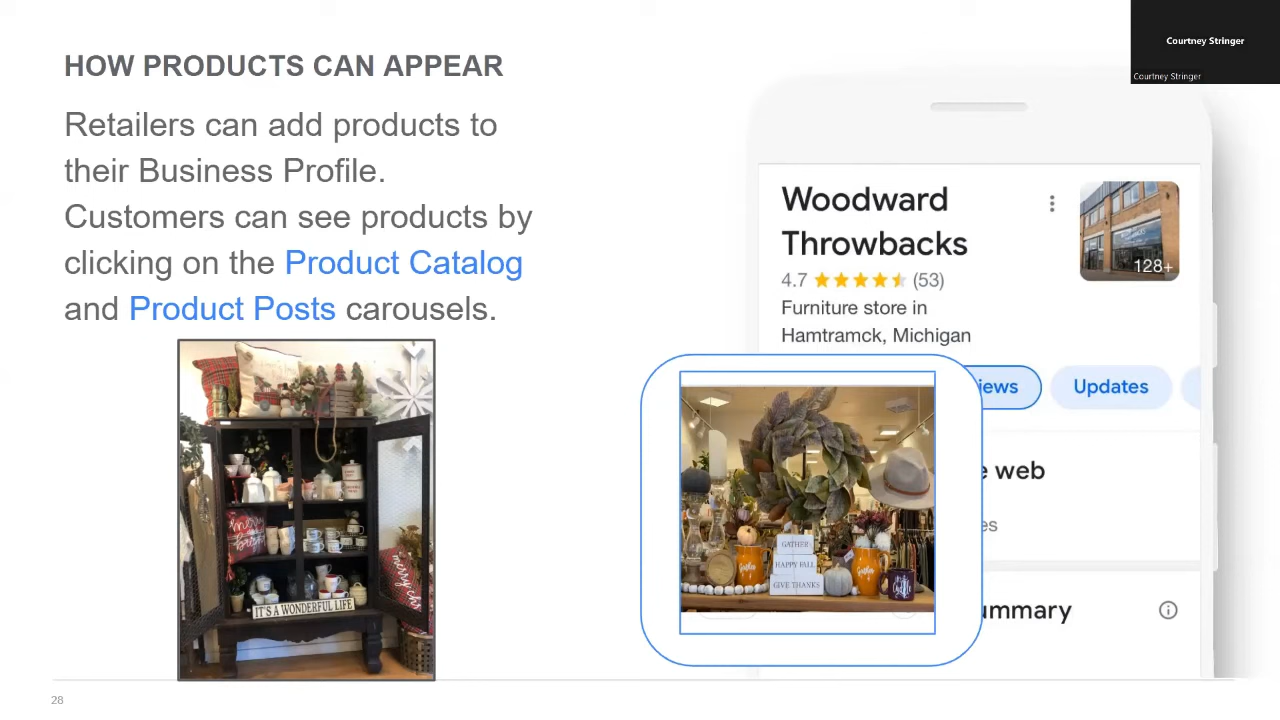 HOW PRODUCTS CAN APPEAR
Retailers can add products to
their Business Profile.
Customers can see products by
clicking on the Product Catalog
and Product Posts carousels.
IT'S A WONDERFUL LIFE
Courtney Stringer
Courtney Stringer
Woodward
Throwbacks
128+
4.7 (53)
Furniture store in
Hamtramck, Michigan
iews
Updates
e web
es
ummary
GATHER
HAPPY FALL
GIVE THANKS
Gather
Gather
28